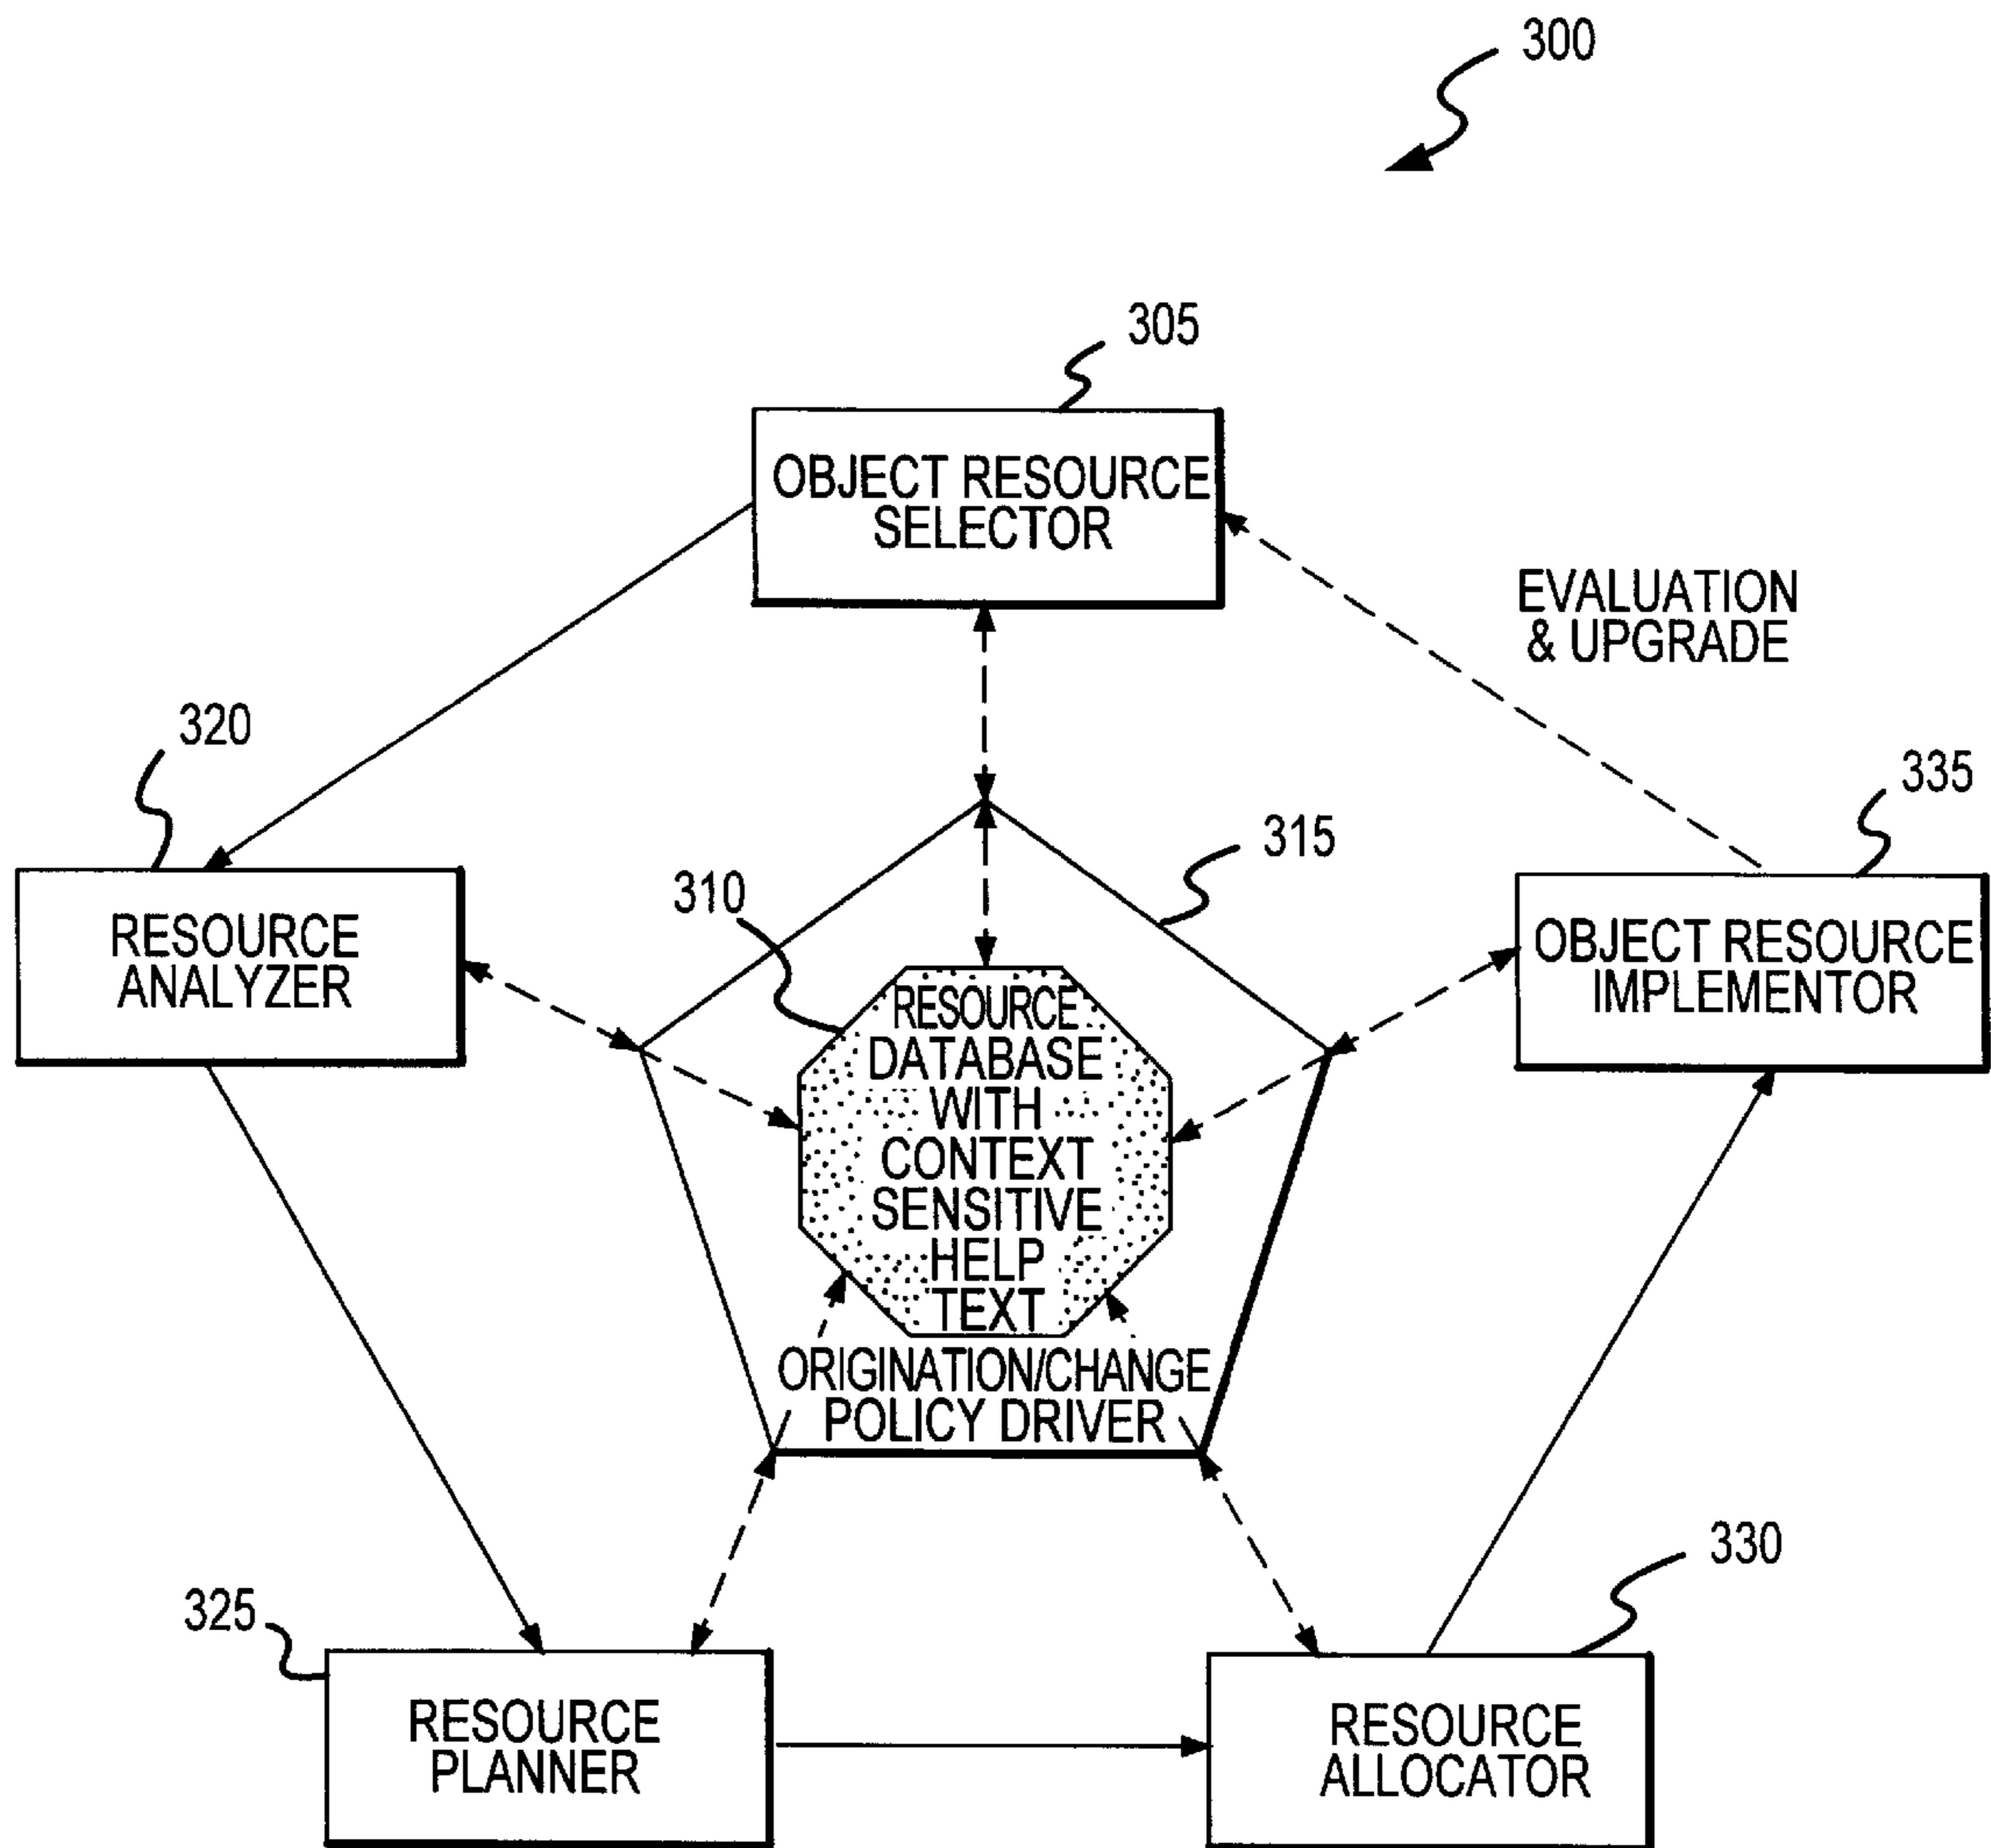 300
305
OBJECT RESOURCE
SELECTOR
EVALUATION
& UPGRADE
320
335
315
310
RESOURCE
ANALYZER
OBJECT RESOURCE
IMPLEMENTOR
RESOURCE
DATABASE
WITH
CONTEXT
SENSITIVE
HELP
TEXT
ORIGINATION/CHANGE
POLICY DRIVER
330
325
RESOURCE
PLANNER
RESOURCE
ALLOCATOR